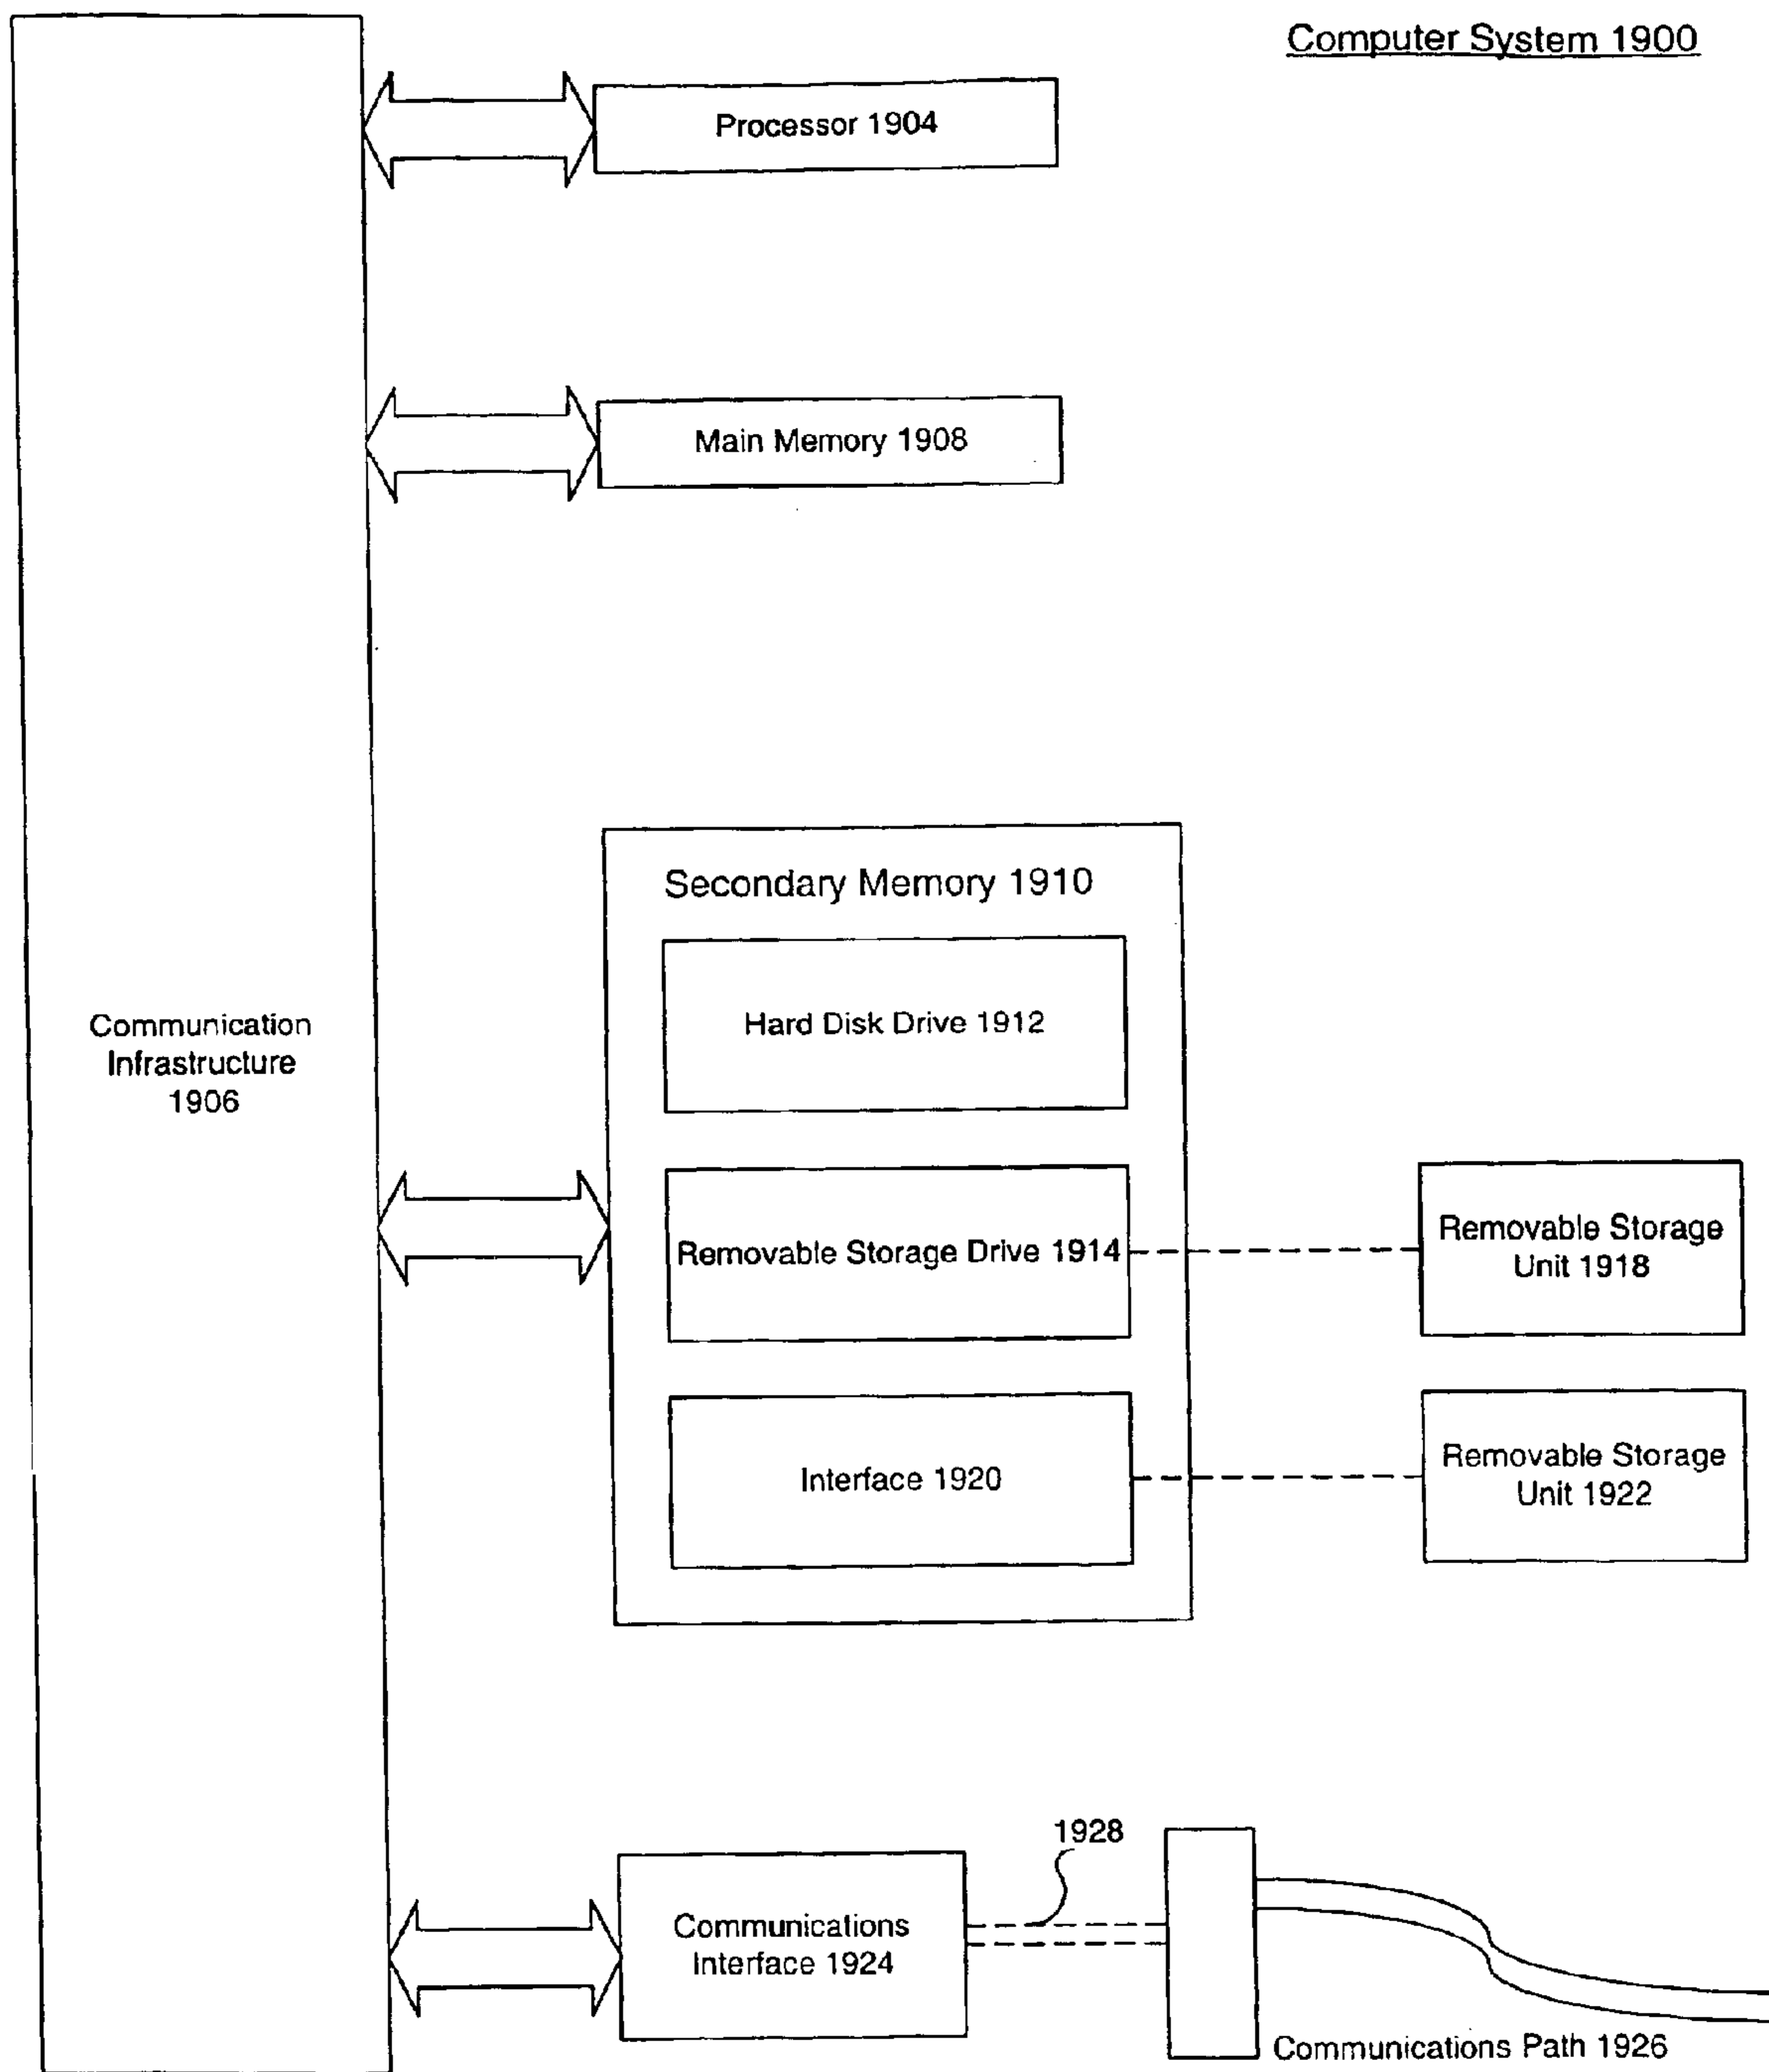 Computer System 1900
Processor 1904
Main Memory 1908
Secondary Memory 1910
Hard Disk Drive 1912
Communication
Infrastructure
1906
Removable Storage Drive 1914
Removable Storage
Unit 1918
Interface 1920
Removable Storage
Unit 1922
1928
Communications
Interface 1924
Communications Path 1926